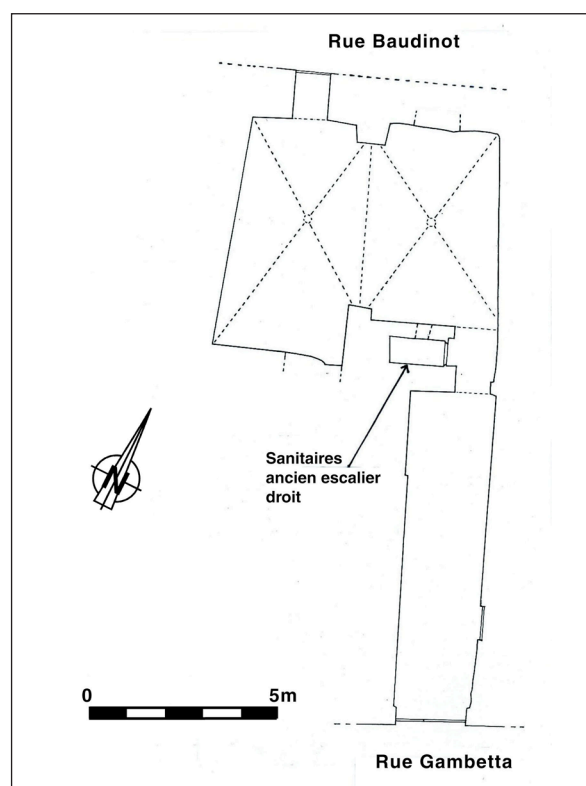 Rue Baudinot
Sanitaires
ancien escalier
droit
N
0 5m
Rue Gambetta